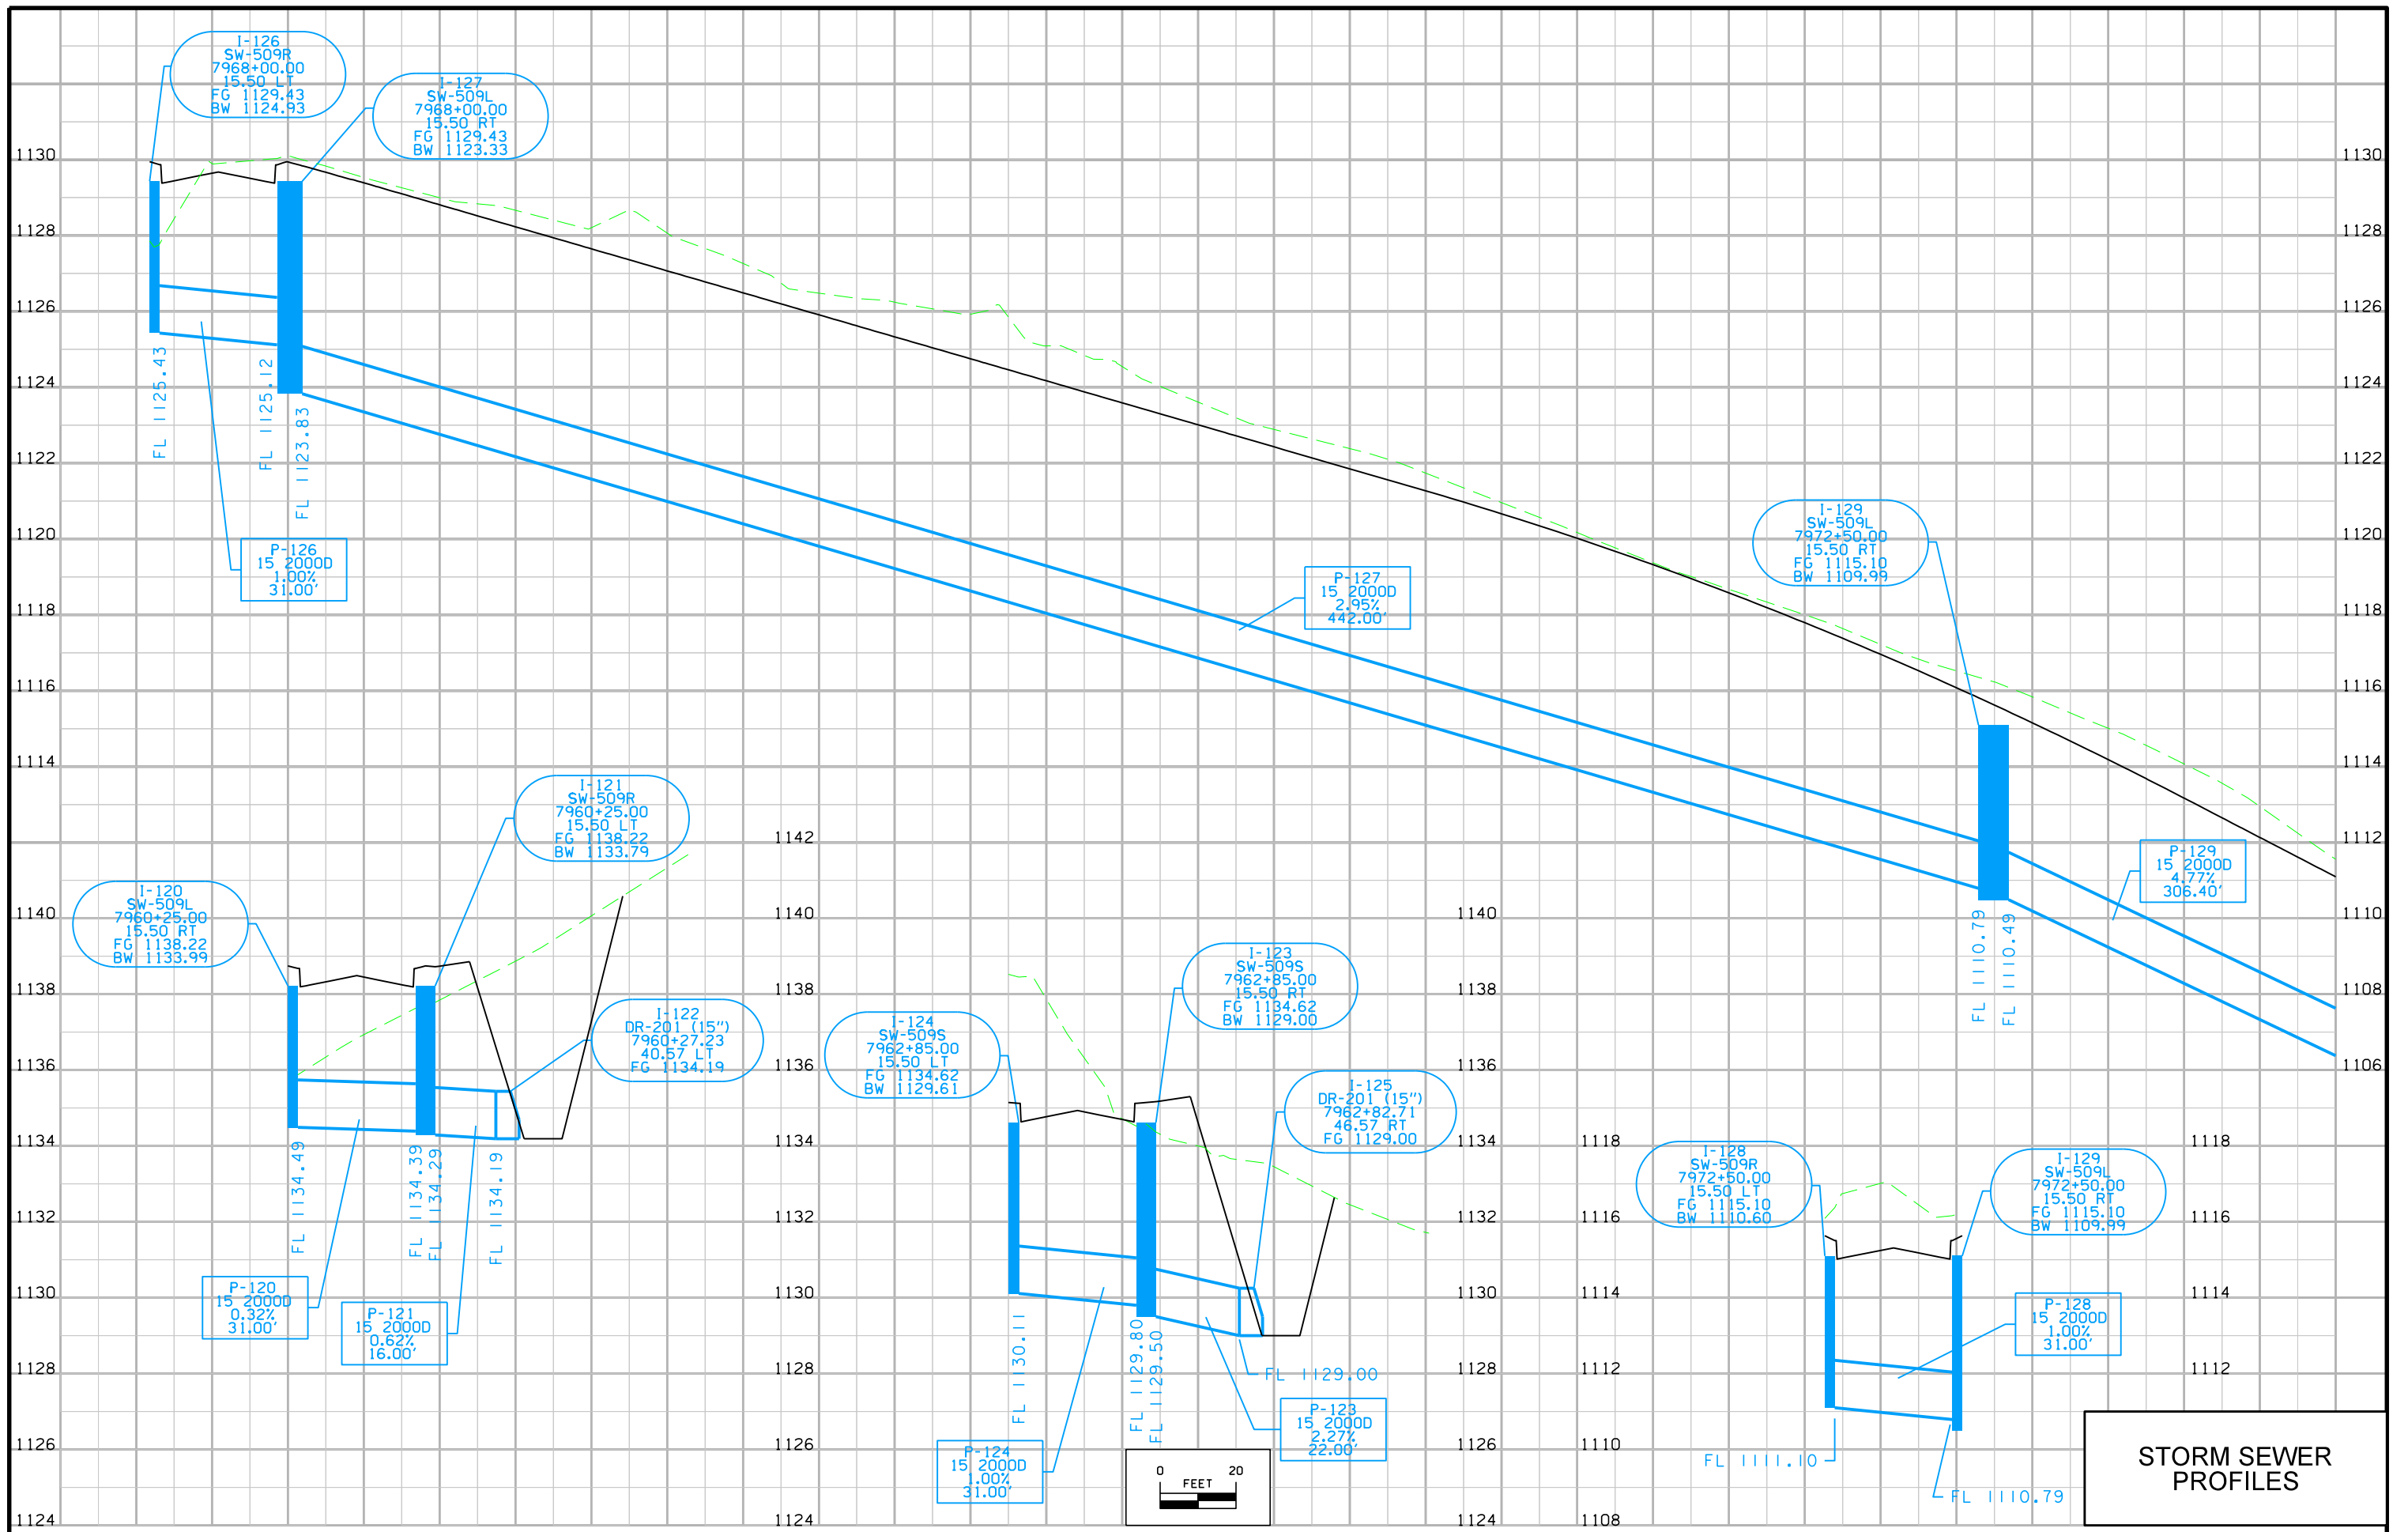 I-126
SW-509R
7968+00.00
15.50 LT
FG 1129.43
BW 1124.93
I-127
SW-509L
7968+00.00
15.50 RT
FG 1129.43
BW 1123.33
1130
1130
1128
1128
1126
1126
1124
1124
1122
1122
1120
1120
1118
1118
1116
1116
1114
1114
FL 1125.43
FL 1125.12
FL 1123.83
P-126
15 2000D
1.00%
31.00'
P-127
15 2000D
2.95%
442.00'
I-129
SW-509L
7972+50.00
15.50 RT
FG 1115.10
BW 1109.99
P-129
15 2000D
4.77%
306.40'
FL 1110.79
FL 1110.49
1112
1110
1108
1106
I-121
SW-509R
7960+25.00
15.50 LT
FG 1138.22
BW 1133.79
I-120
SW-509L
7960+25.00
15.50 RT
FG 1138.22
BW 1133.99
I-122
DR-201 (15")
7960+27.23
40.57 LT
FG 1134.19
1142
1140
1140
1140
1138
1138
1138
1136
1136
1136
1134
1134
1134
1132
1132
1132
1130
1130
1130
1128
1128
1128
1126
1126
1126
1124
1124
1124
FL 1134.49
FL 1134.39
FL 1134.29
FL 1134.19
P-120
15 2000D
0.32%
31.00'
P-121
15 2000D
0.62%
16.00'
I-123
SW-509S
7962+85.00
15.50 RT
FG 1134.62
BW 1129.00
I-124
SW-509S
7962+85.00
15.50 LT
FG 1134.62
BW 1129.61
I-125
DR-201 (15")
7962+82.71
46.57 RT
FG 1129.00
FL 1130.11
FL 1129.80
FL 1129.50
FL 1129.00
P-123
15 2000D
2.27%
22.00'
P-124
15 2000D
1.00%
31.00'
0 20
FEET
1118
1118
1116
1116
1114
1114
1112
1112
1110
1108
I-128
SW-509R
7972+50.00
15.50 LT
FG 1115.10
BW 1110.60
I-129
SW-509L
7972+50.00
15.50 RT
FG 1115.10
BW 1109.99
P-128
15 2000D
1.00%
31.00'
FL 1111.10
FL 1110.79
STORM SEWER
PROFILES